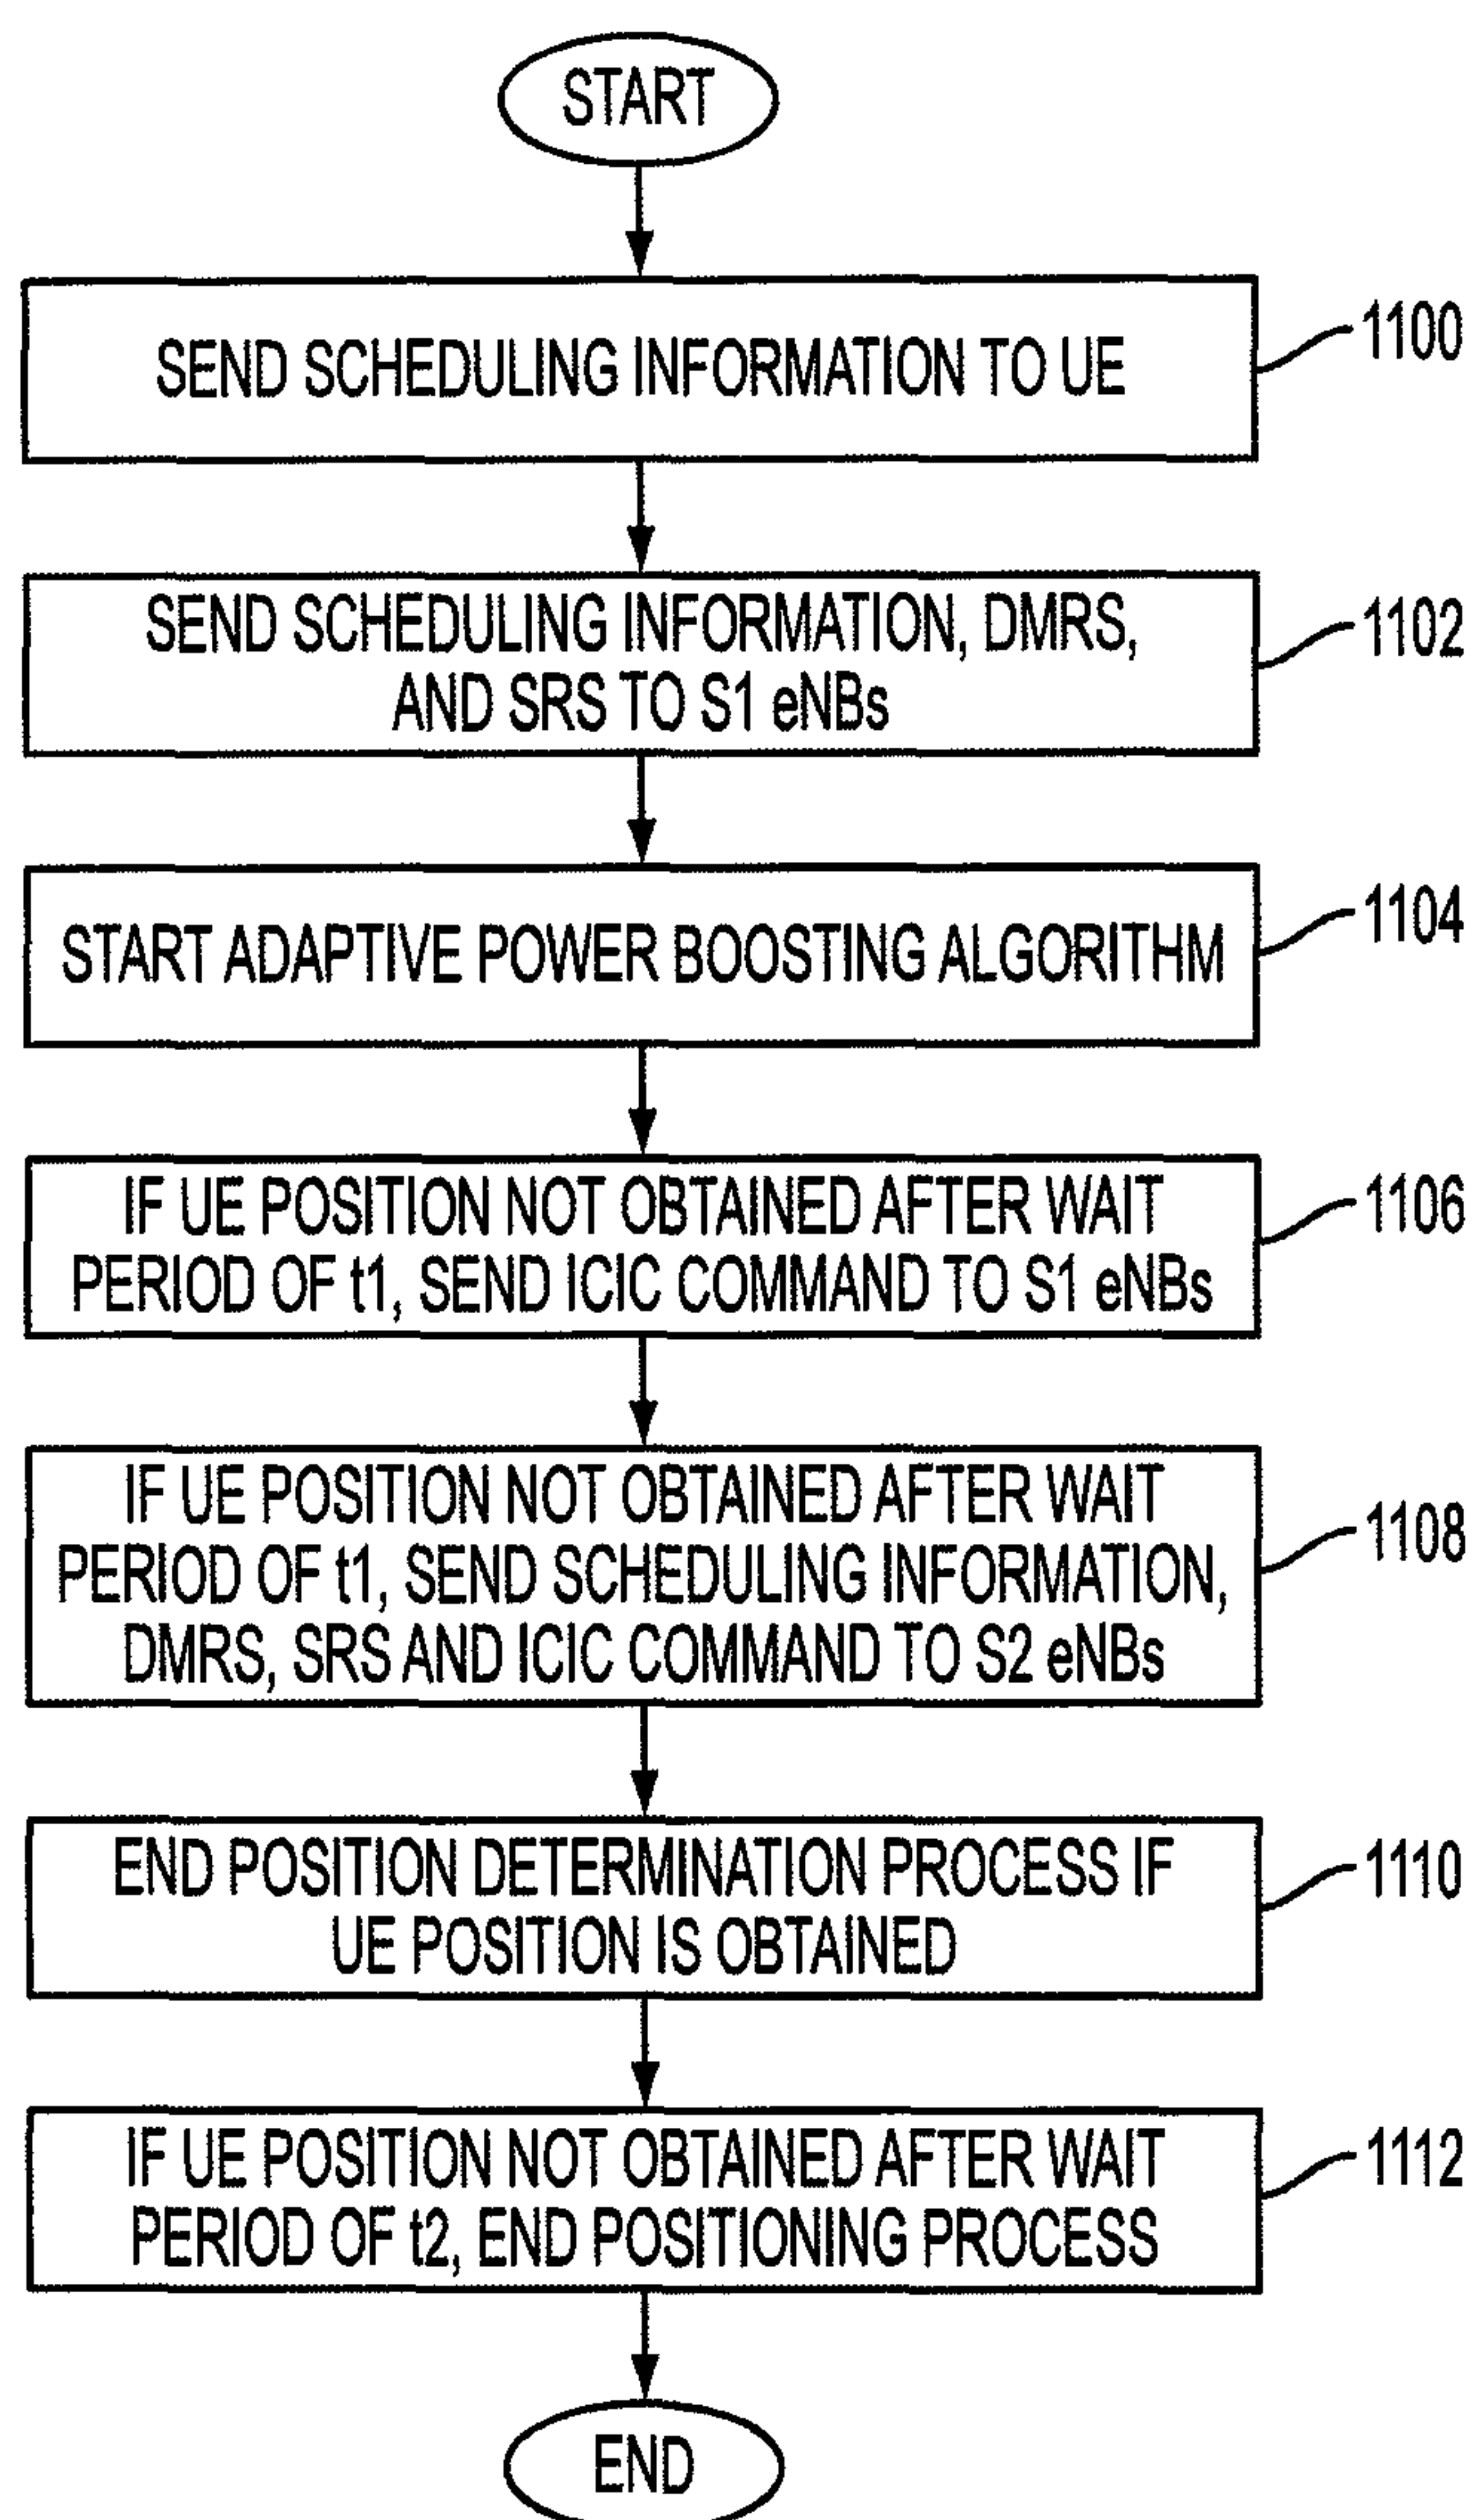 START
SEND SCHEDULING INFORMATION TO UE
1100
SEND SCHEDULING INFORMATION, DMRS,
AND SRS TO S1 eNBs
1102
START ADAPTIVE POWER BOOSTING ALGORITHM
1104
IF UE POSITION NOT OBTAINED AFTER WAIT
PERIOD OF t1, SEND ICIC COMMAND TO S1 eNBs
1106
IF UE POSITION NOT OBTAINED AFTER WAIT
PERIOD OF t1, SEND SCHEDULING INFORMATION,
DMRS, SRS AND ICIC COMMAND TO S2 eNBs
1108
END POSITION DETERMINATION PROCESS IF
UE POSITION IS OBTAINED
1110
IF UE POSITION NOT OBTAINED AFTER WAIT
PERIOD OF t2, END POSITIONING PROCESS
1112
END